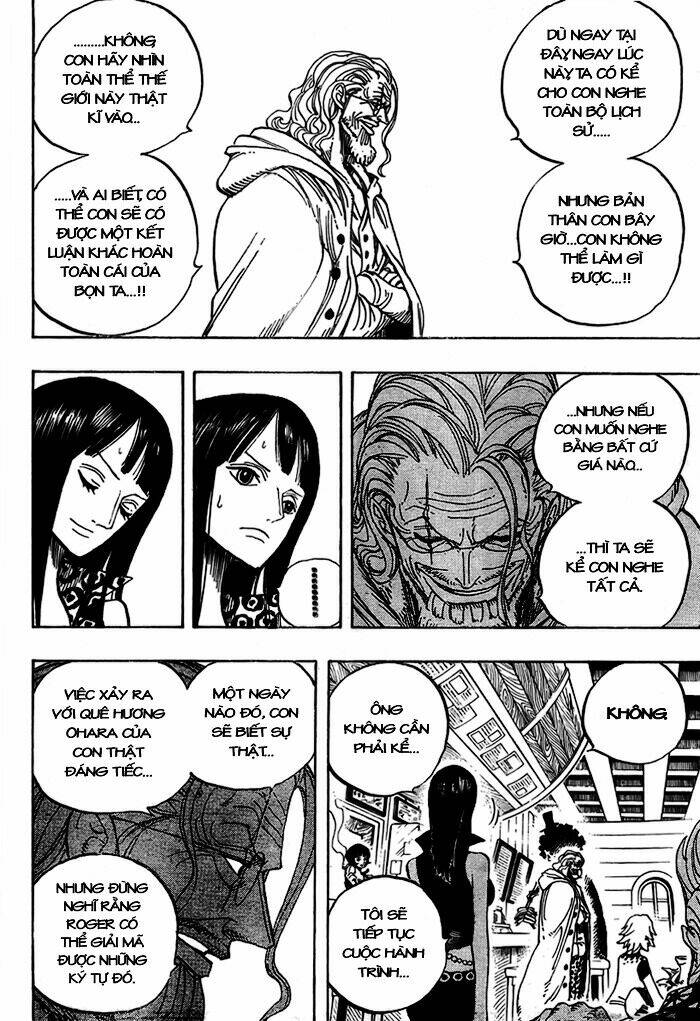 DÙ NGAY TẠI
ĐÂY,NGAY LÚC
NÀY,TA CÓ KỂ
CHO CON NGHE
TOÀN BỘ LỊCH
SỬ.....
NHƯNG BẢN
THÂN CON BÂY
GIỜ...CON KHÔNG
THỂ LÀM GÌ
ĐƯỢC...!!
..........KHÔNG,
CON HÃY NHÌN
TOÀN THỂ THẾ
GIỚI NÀY THẬT
KĨ VÀO...
.....VÀ AI BIẾT, CÓ
THỂ CON SẼ CÓ
ĐƯỢC MỘT KẾT
LUẬN KHÁC HOÀN
TOÀN CÁI CỦA
BỌN TA...!!
...NHƯNG NẾU
CON MUỐN NGHE
BẰNG BẤT CỨ
GIÁ NÀO...
...THÌ TA SẼ
KỂ CON NGHE
TẤT CẢ.
..........
KHÔNG.
ÔNG
KHÔNG CẦN
PHẢI KỂ...
TÔI SẼ
TIẾP TỤC
CUỘC HÀNH
TRÌNH...
MỘT NGÀY
NÀO ĐÓ, CON
SẼ BIẾT SỰ
THẬT...
VIỆC XẢY RA
VỚI QUÊ HƯƠNG
OHARA CỦA
CON THẬT
ĐÁNG TIẾC...
NHƯNG ĐỪNG
NGHĨ RẰNG
ROGER CÓ
THỂ GIẢI MÃ
ĐƯỢC NHỮNG
KÝ TỰ ĐÓ.